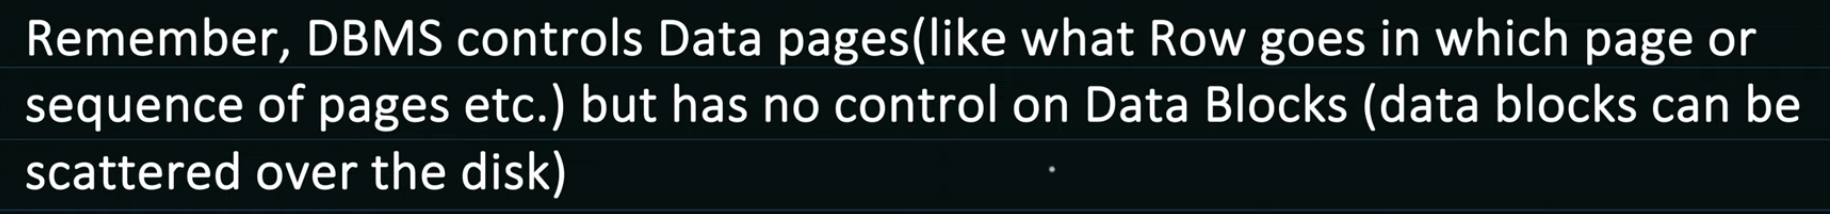 Remember, DBMS controls Data pages(like what Row goes in which page or
sequence of pages etc.) but has no control on Data Blocks (data blocks can be
scattered over the disk)